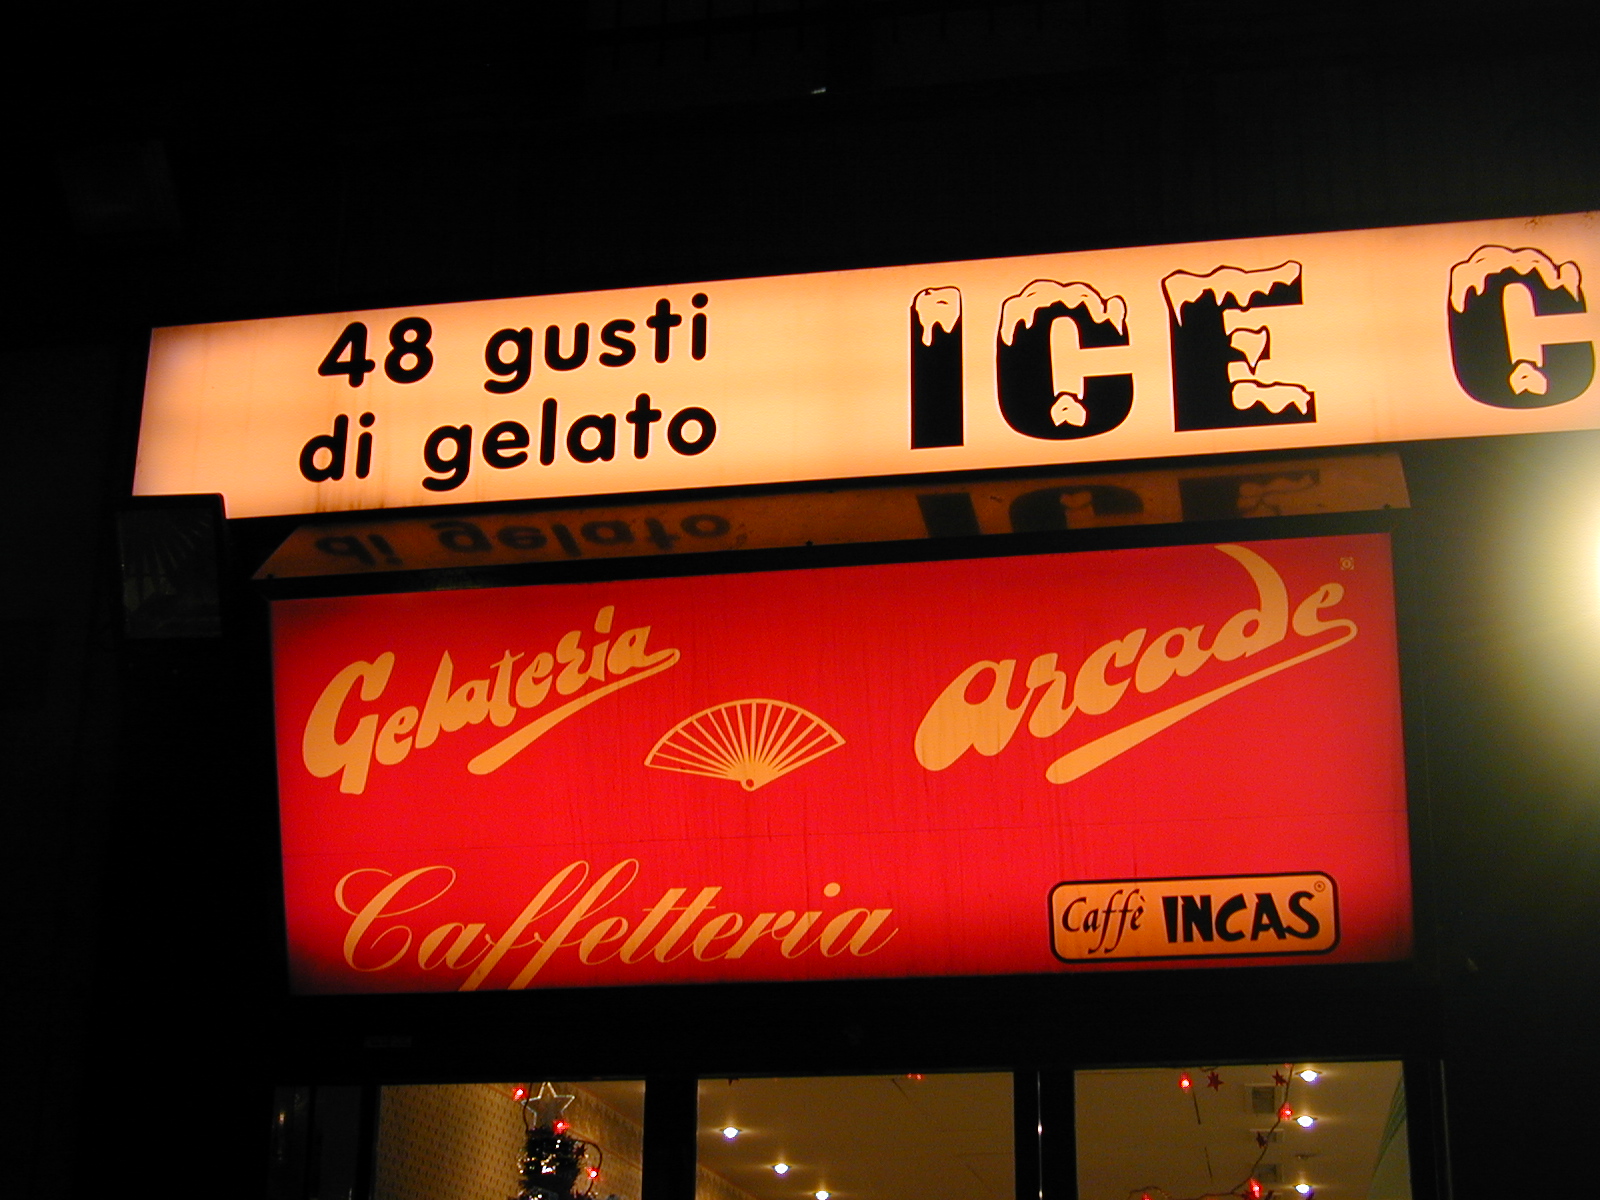 48 gusti
di gelato
ICE C
Gelateria arcade
Caffetteria
Caffè INCAS